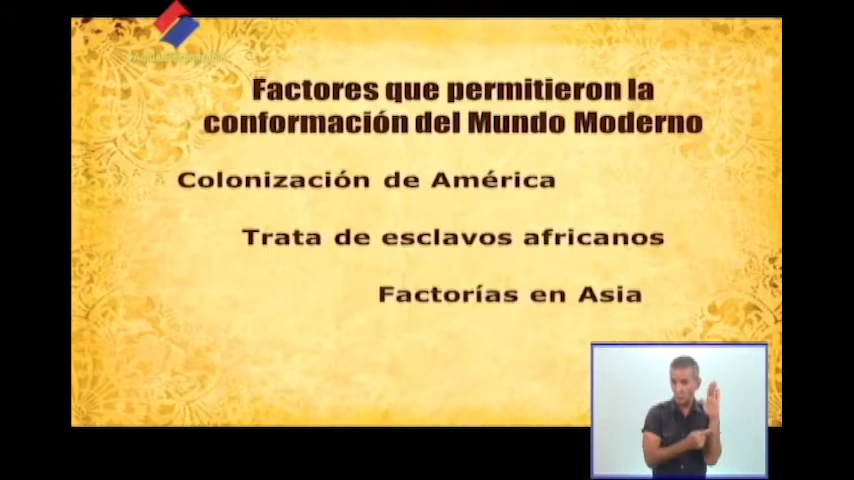 Factores que permitieron la
conformación del Mundo Moderno
Colonización de América
Trata de esclavos africanos
Factorías en Asia